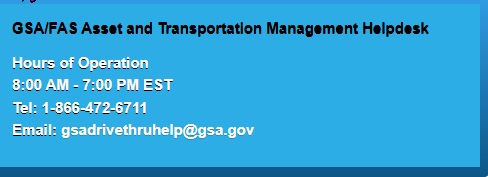 GSA/FAS Asset and Transportation Management Helpdesk
Hours of Operation
8:00 AM - 7:00 PM EST
Tel: 1-866-472-6711
Email: gsadrivethruhelp@gsa.gov